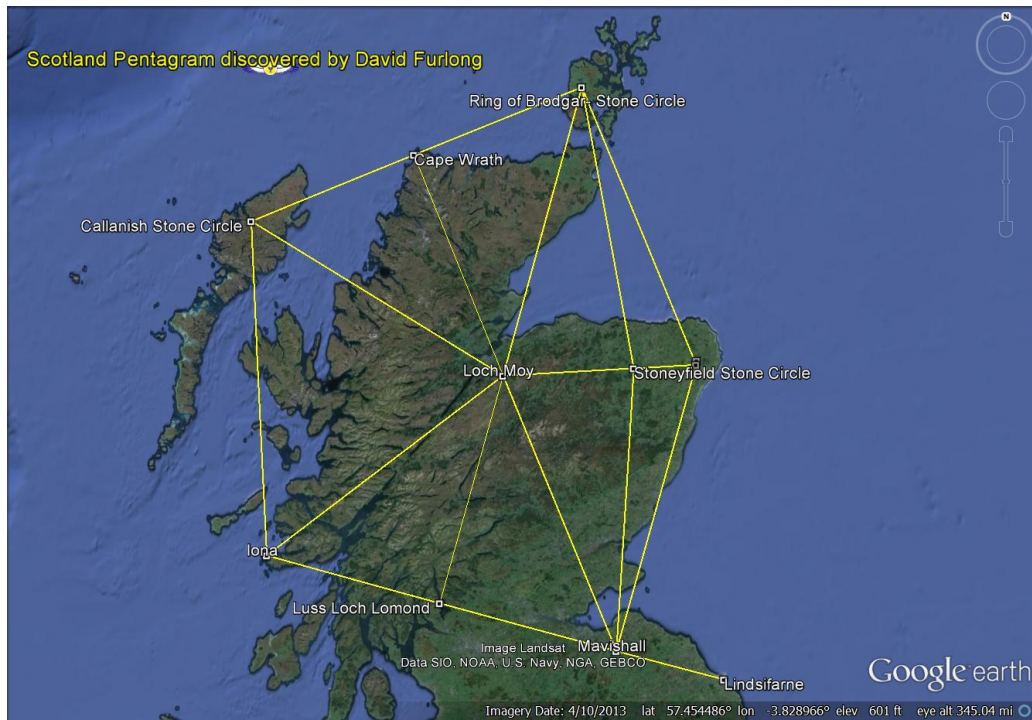 N
Scotland Pentagram discovered by David Furlong
Ring of Brodgar- Stone Circle
Cape Wrath
Callanish Stone Circle
Loch Moy
Stoneyfield Stone Circle
Iona
Luss Loch Lomond
Mavishall
Image Landsat
Data SIO, NOAA, U.S. Navy, NGA, GEBCO
Lindsifarne
Google earth
Imagery Date: 4/10/2013 lat 57.454486° lon -3.828966° elev 601 ft eye alt 345.04 mi